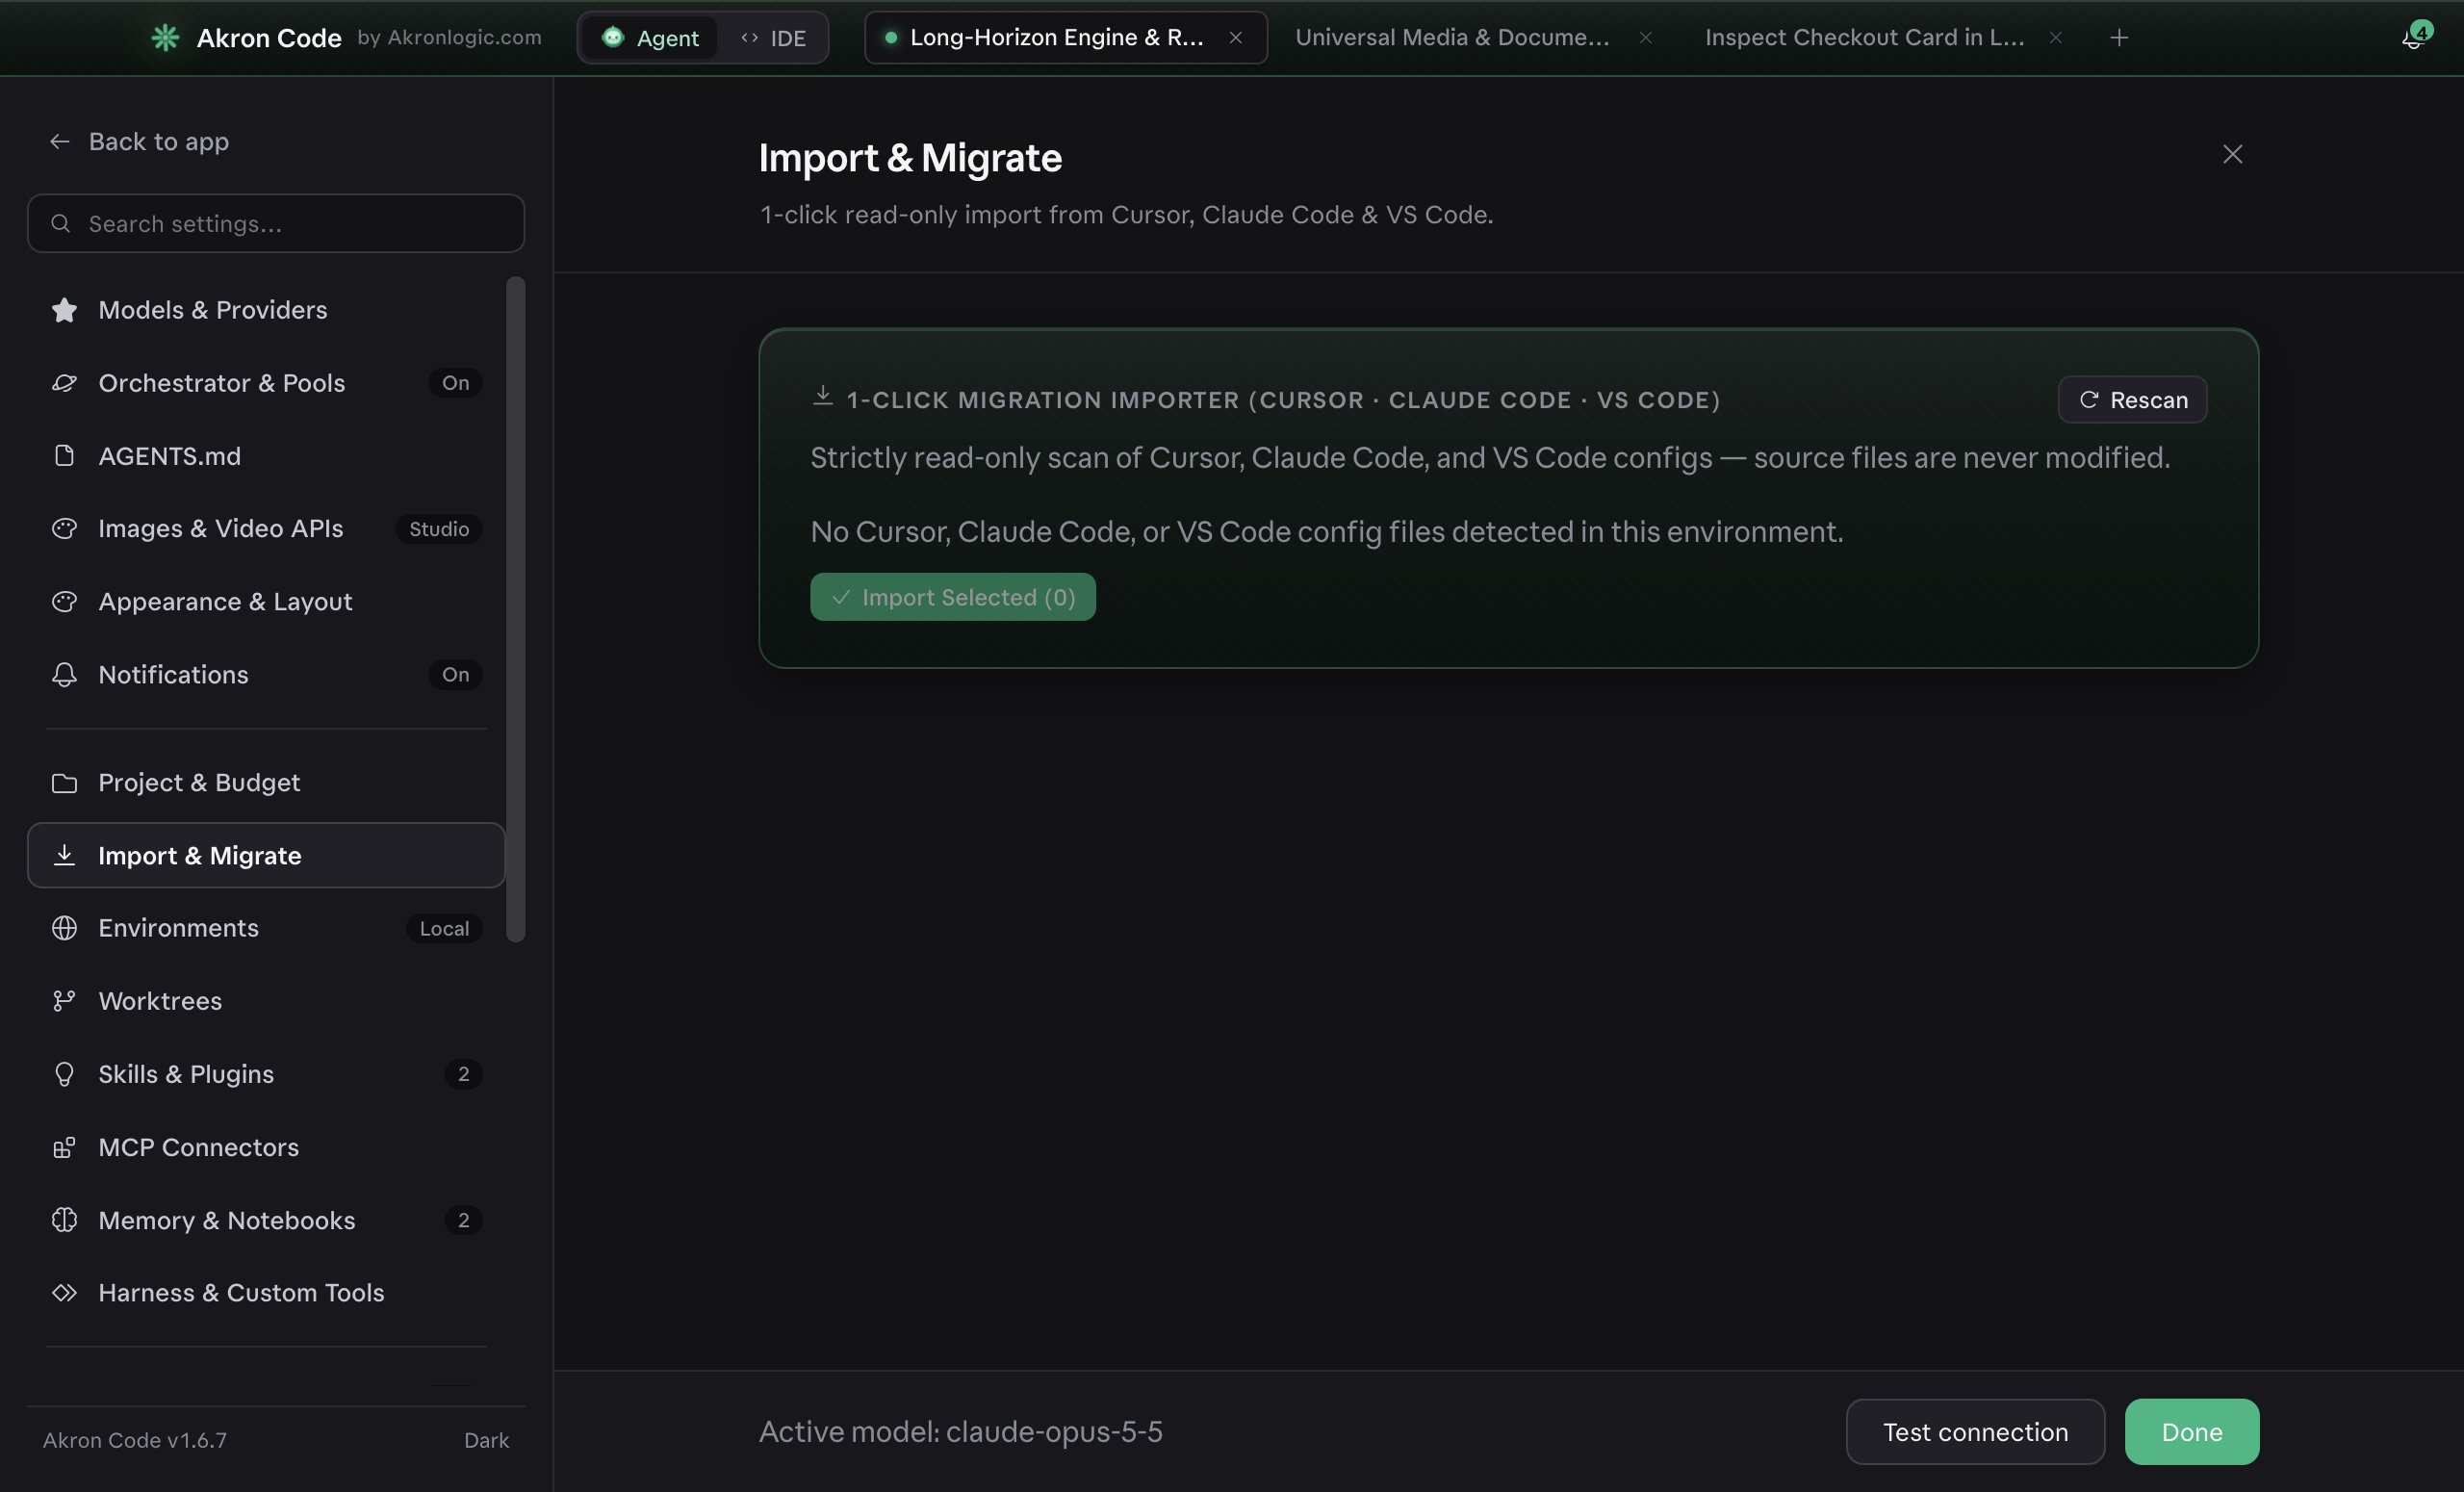 Akron Code by Akronlogic.com
Agent
IDE
Long-Horizon Engine & R...
Universal Media & Docume...
Inspect Checkout Card in L...
4
Back to app
Search settings...
Models & Providers
Orchestrator & Pools On
AGENTS.md
Images & Video APIs Studio
Appearance & Layout
Notifications On
Project & Budget
Import & Migrate
Environments Local
Worktrees
Skills & Plugins 2
MCP Connectors
Memory & Notebooks 2
Harness & Custom Tools
Akron Code v1.6.7 Dark
Import & Migrate
1-click read-only import from Cursor, Claude Code & VS Code.
1-CLICK MIGRATION IMPORTER (CURSOR · CLAUDE CODE · VS CODE)
Rescan
Strictly read-only scan of Cursor, Claude Code, and VS Code configs — source files are never modified.
No Cursor, Claude Code, or VS Code config files detected in this environment.
Import Selected (0)
Active model: claude-opus-5-5
Test connection
Done